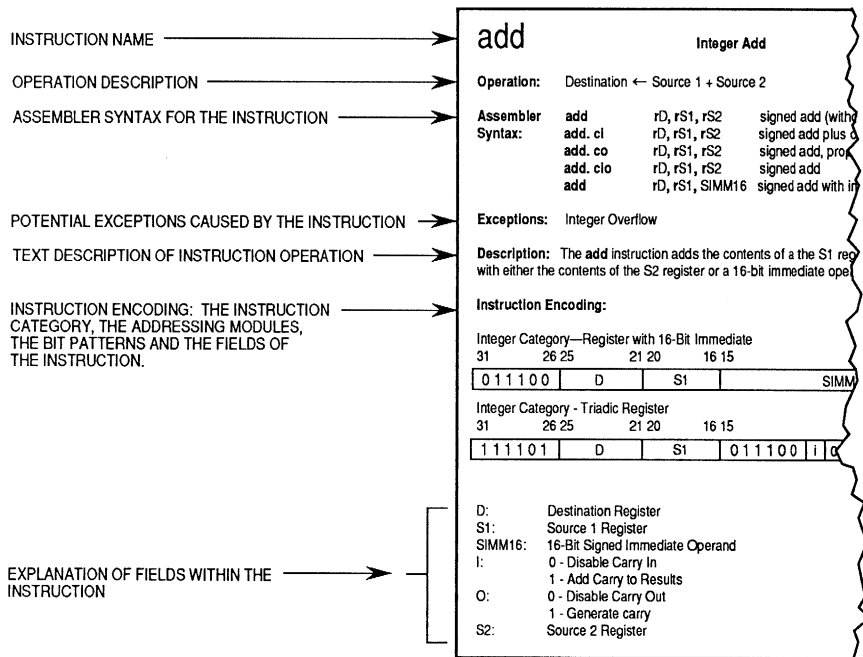 INSTRUCTION NAME
OPERATION DESCRIPTION
ASSEMBLER SYNTAX FOR THE INSTRUCTION
POTENTIAL EXCEPTIONS CAUSED BY THE INSTRUCTION
TEXT DESCRIPTION OF INSTRUCTION OPERATION
INSTRUCTION ENCODING: THE INSTRUCTION
CATEGORY, THE ADDRESSING MODULES,
THE BIT PATTERNS AND THE FIELDS OF
THE INSTRUCTION.
EXPLANATION OF FIELDS WITHIN THE
INSTRUCTION
add Integer Add
Operation: Destination ← Source 1 + Source 2
Assembler add rD, rS1, rS2 signed add
Syntax: add. ci rD, rS1, rS2 signed add plus
add. co rD, rS1, rS2 signed add,
add. cio rD, rS1, rS2 signed add
add rD, rS1, SIMM16 signed add with
Exceptions: Integer Overflow
Description: The add instruction adds the contents of a the S1
with either the contents of the S2 register or a 16-bit immediate
Instruction Encoding:
Integer Category—Register with 16-Bit Immediate
31 26 25 21 20 16 15
011100 D S1 SIMM
Integer Category - Triadic Register
31 26 25 21 20 16 15
111101 D S1 011100 i
D: Destination Register
S1: Source 1 Register
SIMM16: 16-Bit Signed Immediate Operand
I: 0 - Disable Carry In
1 - Add Carry to Results
O: 0 - Disable Carry Out
1 - Generate carry
S2: Source 2 Register